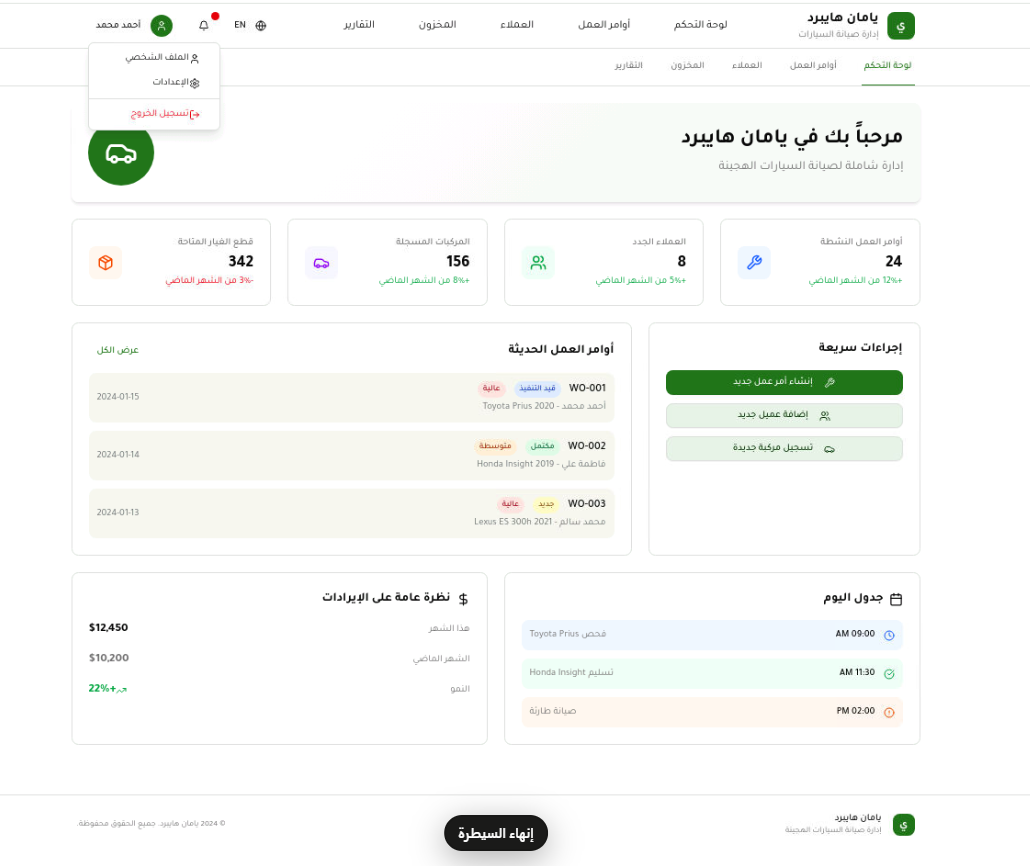 يامان هايبرد
إدارة صيانة السيارات
ي
لوحة التحكم
أوامر العمل
العملاء
المخزون
التقارير
EN
أحمد محمد
الملف الشخصي
الإعدادات
تسجيل الخروج
لوحة التحكم
أوامر العمل
العملاء
المخزون
التقارير
مرحباً بك في يامان هايبرد
إدارة شاملة لصيانة السيارات الهجينة
أوامر العمل النشطة
24
+12% من الشهر الماضي
العملاء الجدد
8
+5% من الشهر الماضي
المركبات المسجلة
156
+8% من الشهر الماضي
قطع الغيار المتاحة
342
-3% من الشهر الماضي
إجراءات سريعة
إنشاء أمر عمل جديد
إضافة عميل جديد
تسجيل مركبة جديدة
أوامر العمل الحديثة
عرض الكل
WO-001 قيد التنفيذ عالية
أحمد محمد - Toyota Prius 2020
2024-01-15
WO-002 مكتمل متوسطة
فاطمة علي - Honda Insight 2019
2024-01-14
WO-003 جديد عالية
محمد سالم - Lexus ES 300h 2021
2024-01-13
جدول اليوم
09:00 AM
فحص Toyota Prius
11:30 AM
تسليم Honda Insight
02:00 PM
صيانة طارئة
نظرة عامة على الإيرادات
هذا الشهر
$12,450
الشهر الماضي
$10,200
النمو
+22%
ي
يامان هايبرد
إدارة صيانة السيارات الهجينة
إنهاء السيطرة
© 2024 يامان هايبرد. جميع الحقوق محفوظة.